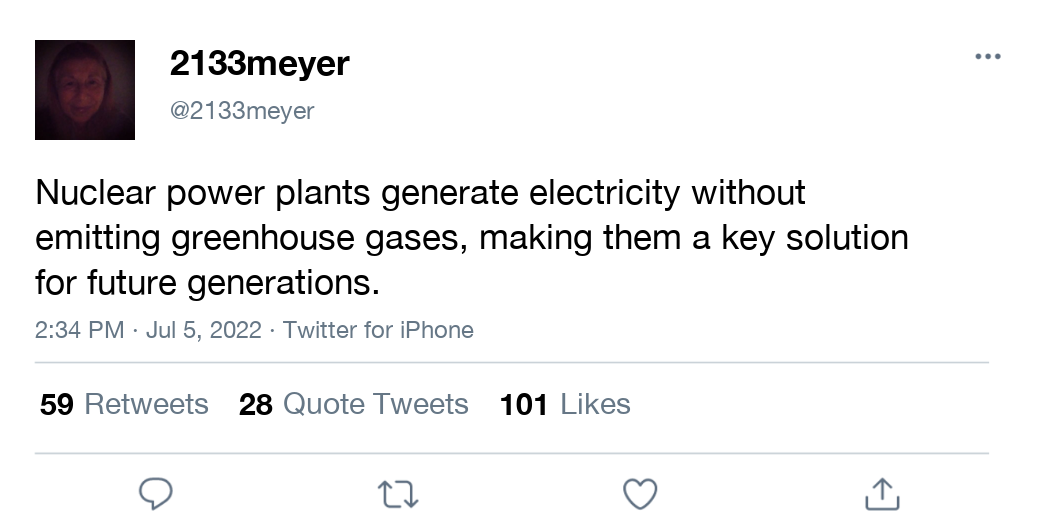 2133meyer
@2133meyer
Nuclear power plants generate electricity without
emitting greenhouse gases, making them a key solution
for future generations.
2:34 PM · Jul 5, 2022 · Twitter for iPhone
59 Retweets 28 Quote Tweets 101 Likes